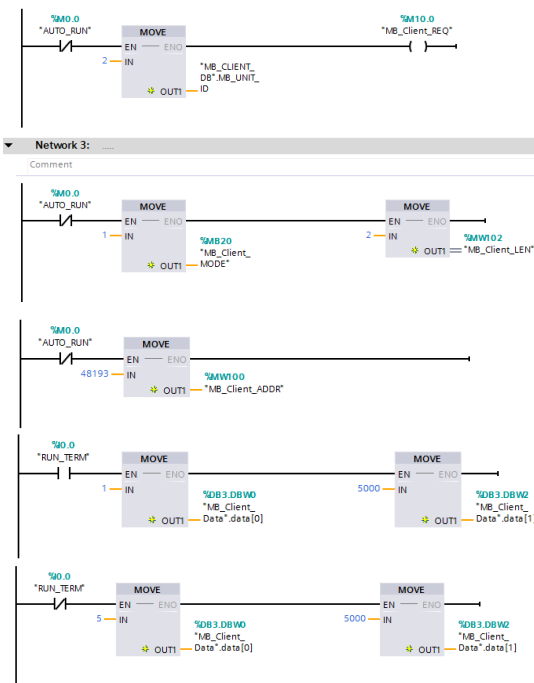 %M0.0
"AUTO_RUN"
MOVE
EN ENO
2 IN
OUT1
"MB_CLIENT_
DB".MB_UNIT_
ID
%M10.0
"MB_Client_REQ"
Network 3: .....
Comment
%M0.0
"AUTO_RUN"
MOVE
EN ENO
1 IN
OUT1
%MB20
"MB_Client_
MODE"
MOVE
EN ENO
2 IN
OUT1
%MW102
"MB_Client_LEN"
%M0.0
"AUTO_RUN"
MOVE
EN ENO
48193 IN
OUT1
%MW100
"MB_Client_ADDR"
%I0.0
"RUN_TERM"
MOVE
EN ENO
1 IN
OUT1
%DB3.DBW0
"MB_Client_
Data".data[0]
MOVE
EN ENO
5000 IN
OUT1
%DB3.DBW2
"MB_Client_
Data".data[1]
%I0.0
"RUN_TERM"
MOVE
EN ENO
5 IN
OUT1
%DB3.DBW0
"MB_Client_
Data".data[0]
MOVE
EN ENO
5000 IN
OUT1
%DB3.DBW2
"MB_Client_
Data".data[1]